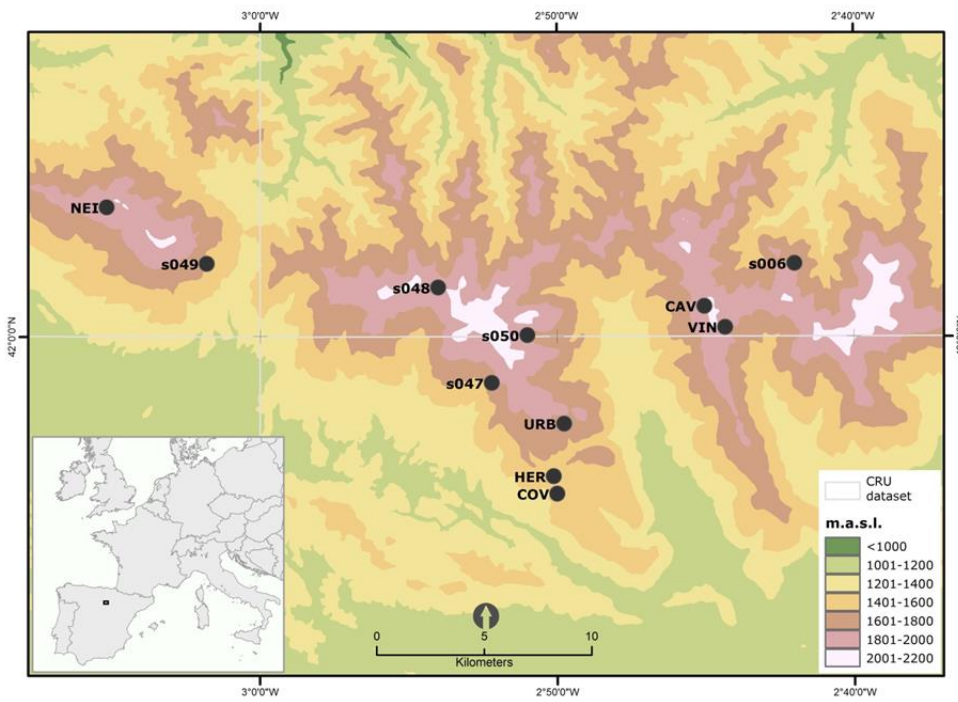 3°0'0"W 2°50'0"W 2°40'0"W
NEI
s049
s006
s048
CAV
VIN
42°0'0"N
s050
s047
URB
HER
COV
CRU
dataset
m.a.s.l.
<1000
1001-1200
1201-1400
1401-1600
1601-1800
1801-2000
2001-2200
0 5 10
Kilometers
3°0'0"W 2°50'0"W 2°40'0"W